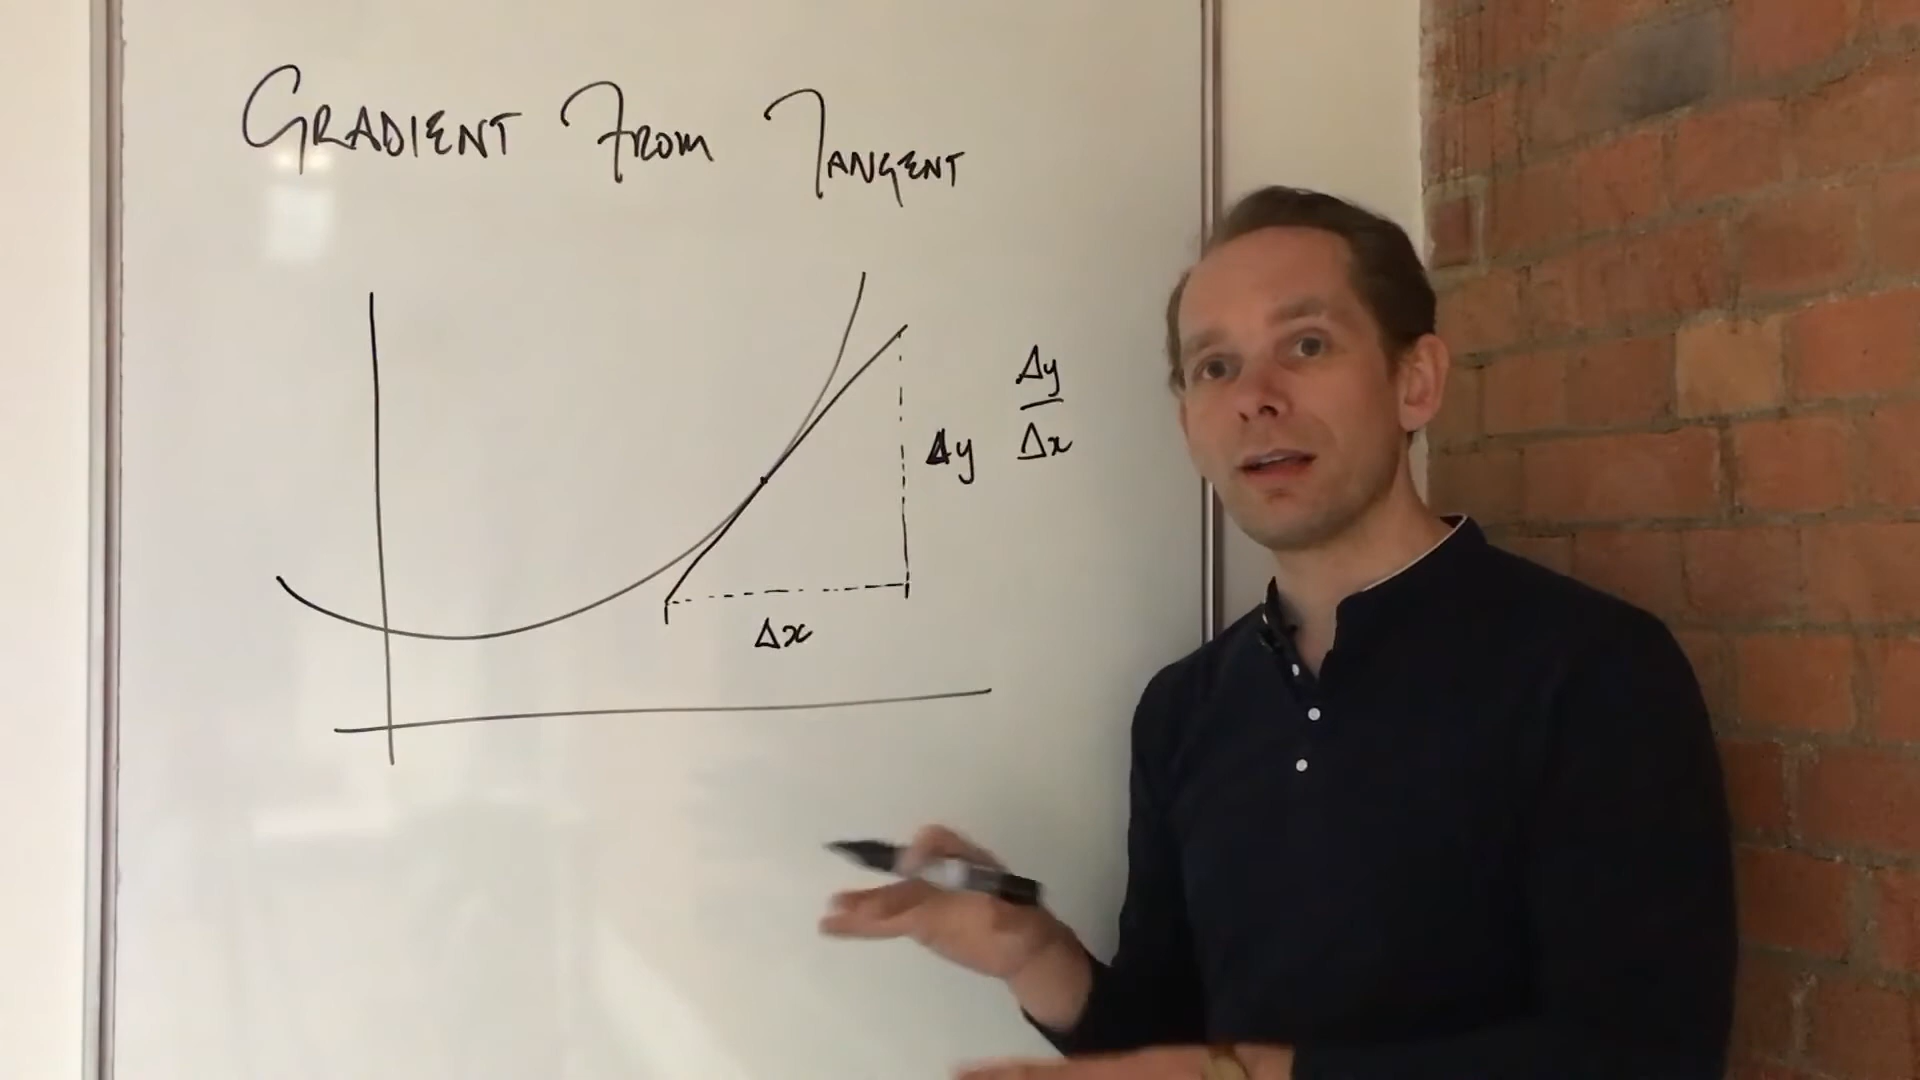 GRADIENT FROM TANGENT
Δy
Δy
Δx
Δx